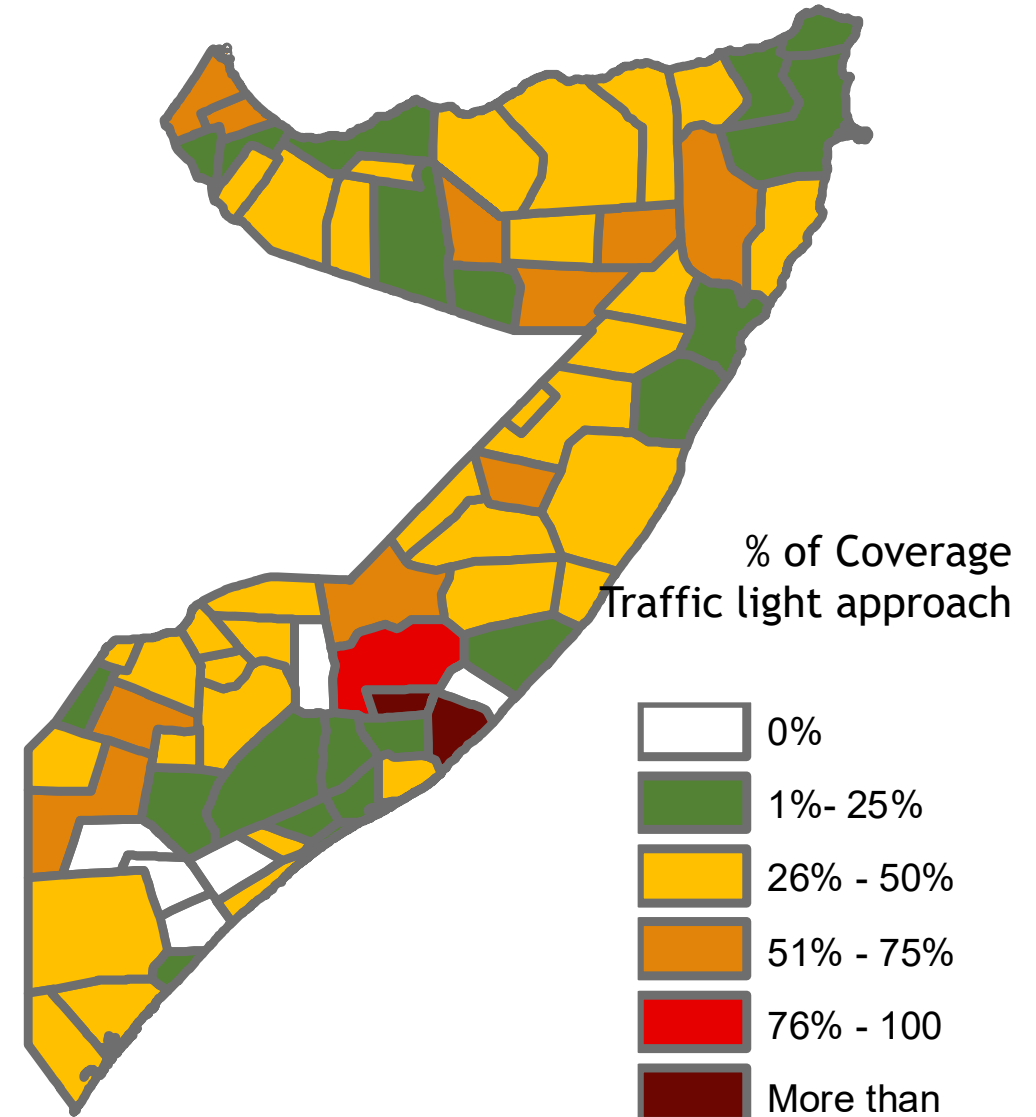 % of Coverage
Traffic light approach
0%
1%- 25%
26% - 50%
51% - 75%
76% - 100
More than